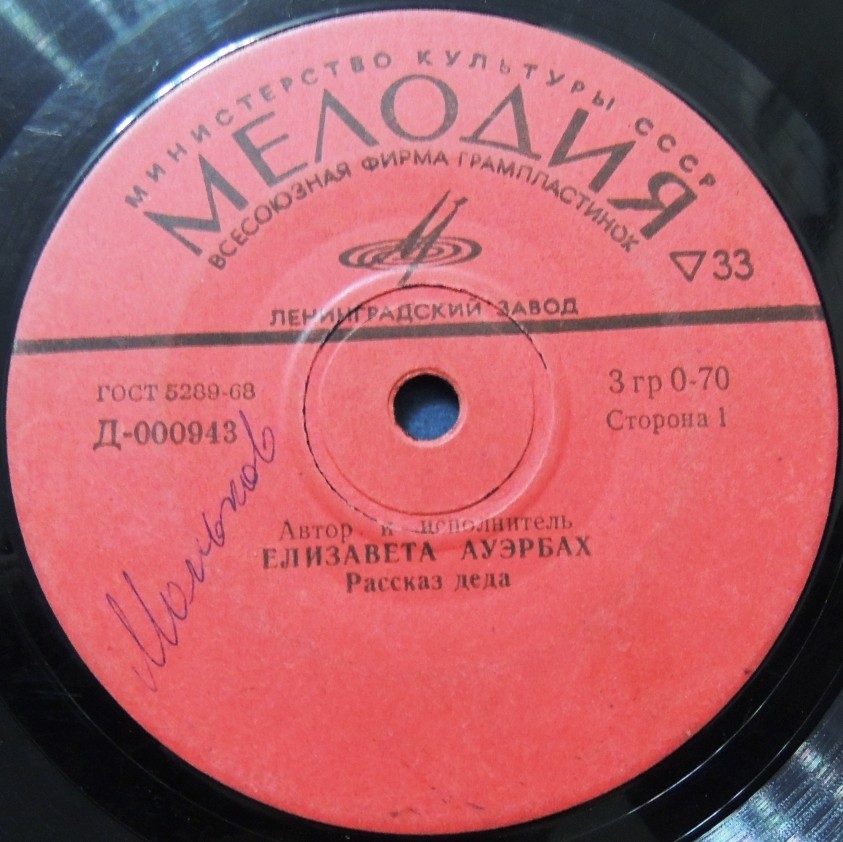 МИНИСТЕРСТВО КУЛЬТУРЫ СССР
МЕЛОДИЯ
ВСЕСОЮЗНАЯ ФИРМА ГРАМПЛАСТИНОК
▽33
ЛЕНИНГРАДСКИЙ ЗАВОД
ГОСТ 5289-68
3 гр 0-70
Д-000943
Сторона 1
Автор и исполнитель
ЕЛИЗАВЕТА АУЭРБАХ
Рассказ деда